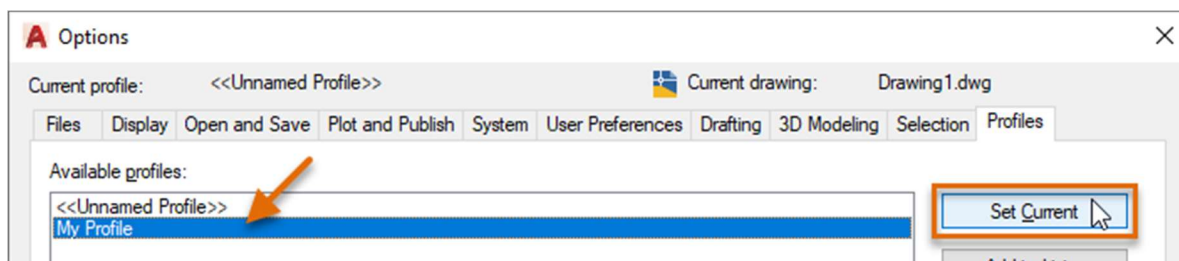 A Options
Current profile: <<Unnamed Profile>> Current drawing: Drawing1.dwg
Files Display Open and Save Plot and Publish System User Preferences Drafting 3D Modeling Selection Profiles
Available profiles:
<<Unnamed Profile>>
My Profile
Set Current